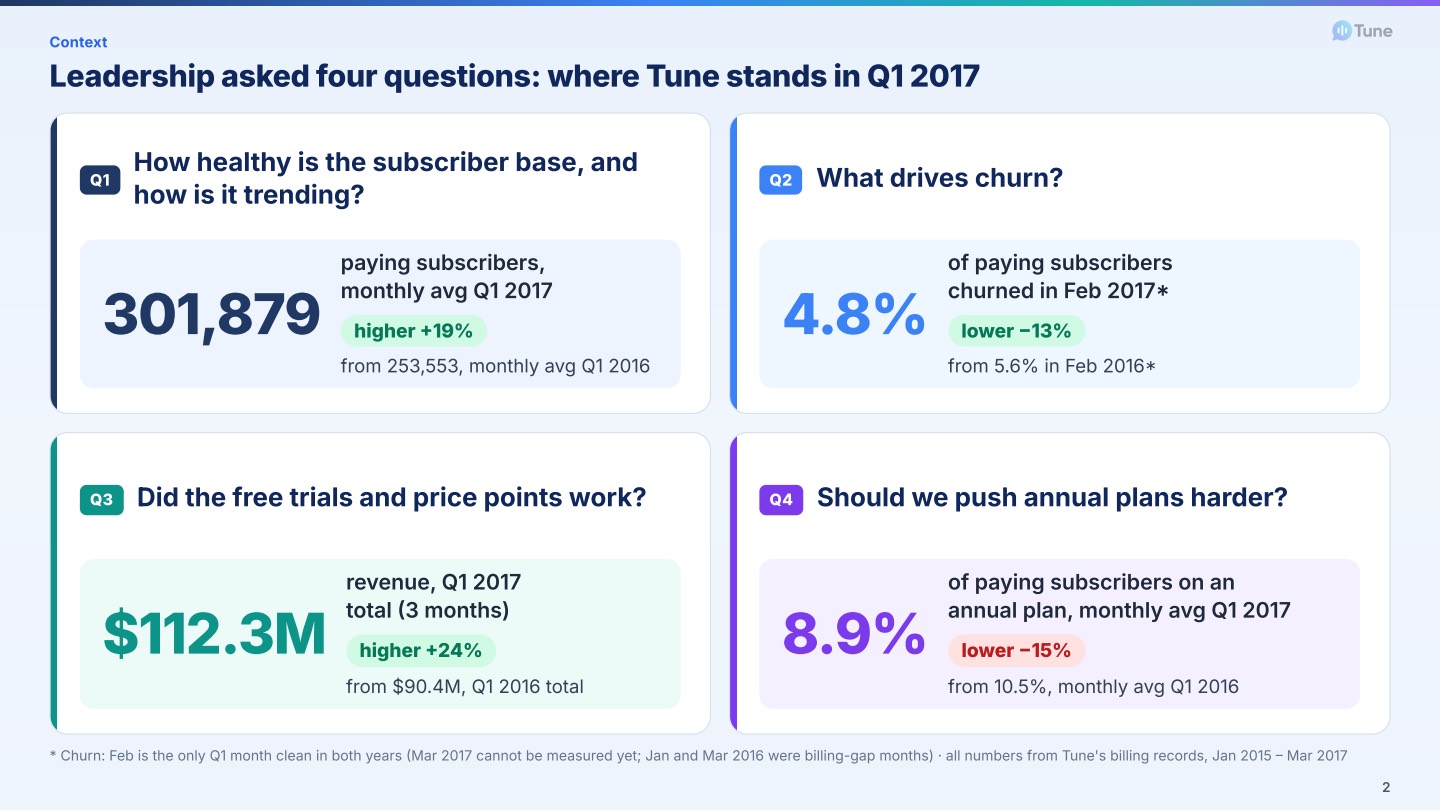 Context
Tune
Leadership asked four questions: where Tune stands in Q1 2017
Q1
How healthy is the subscriber base, and
how is it trending?
301,879
paying subscribers,
monthly avg Q1 2017
higher +19%
from 253,553, monthly avg Q1 2016
Q2
What drives churn?
4.8%
of paying subscribers
churned in Feb 2017*
lower −13%
from 5.6% in Feb 2016*
Q3
Did the free trials and price points work?
$112.3M
revenue, Q1 2017
total (3 months)
higher +24%
from $90.4M, Q1 2016 total
Q4
Should we push annual plans harder?
8.9%
of paying subscribers on an
annual plan, monthly avg Q1 2017
lower −15%
from 10.5%, monthly avg Q1 2016
* Churn: Feb is the only Q1 month clean in both years (Mar 2017 cannot be measured yet; Jan and Mar 2016 were billing-gap months) · all numbers from Tune's billing records, Jan 2015 – Mar 2017
2